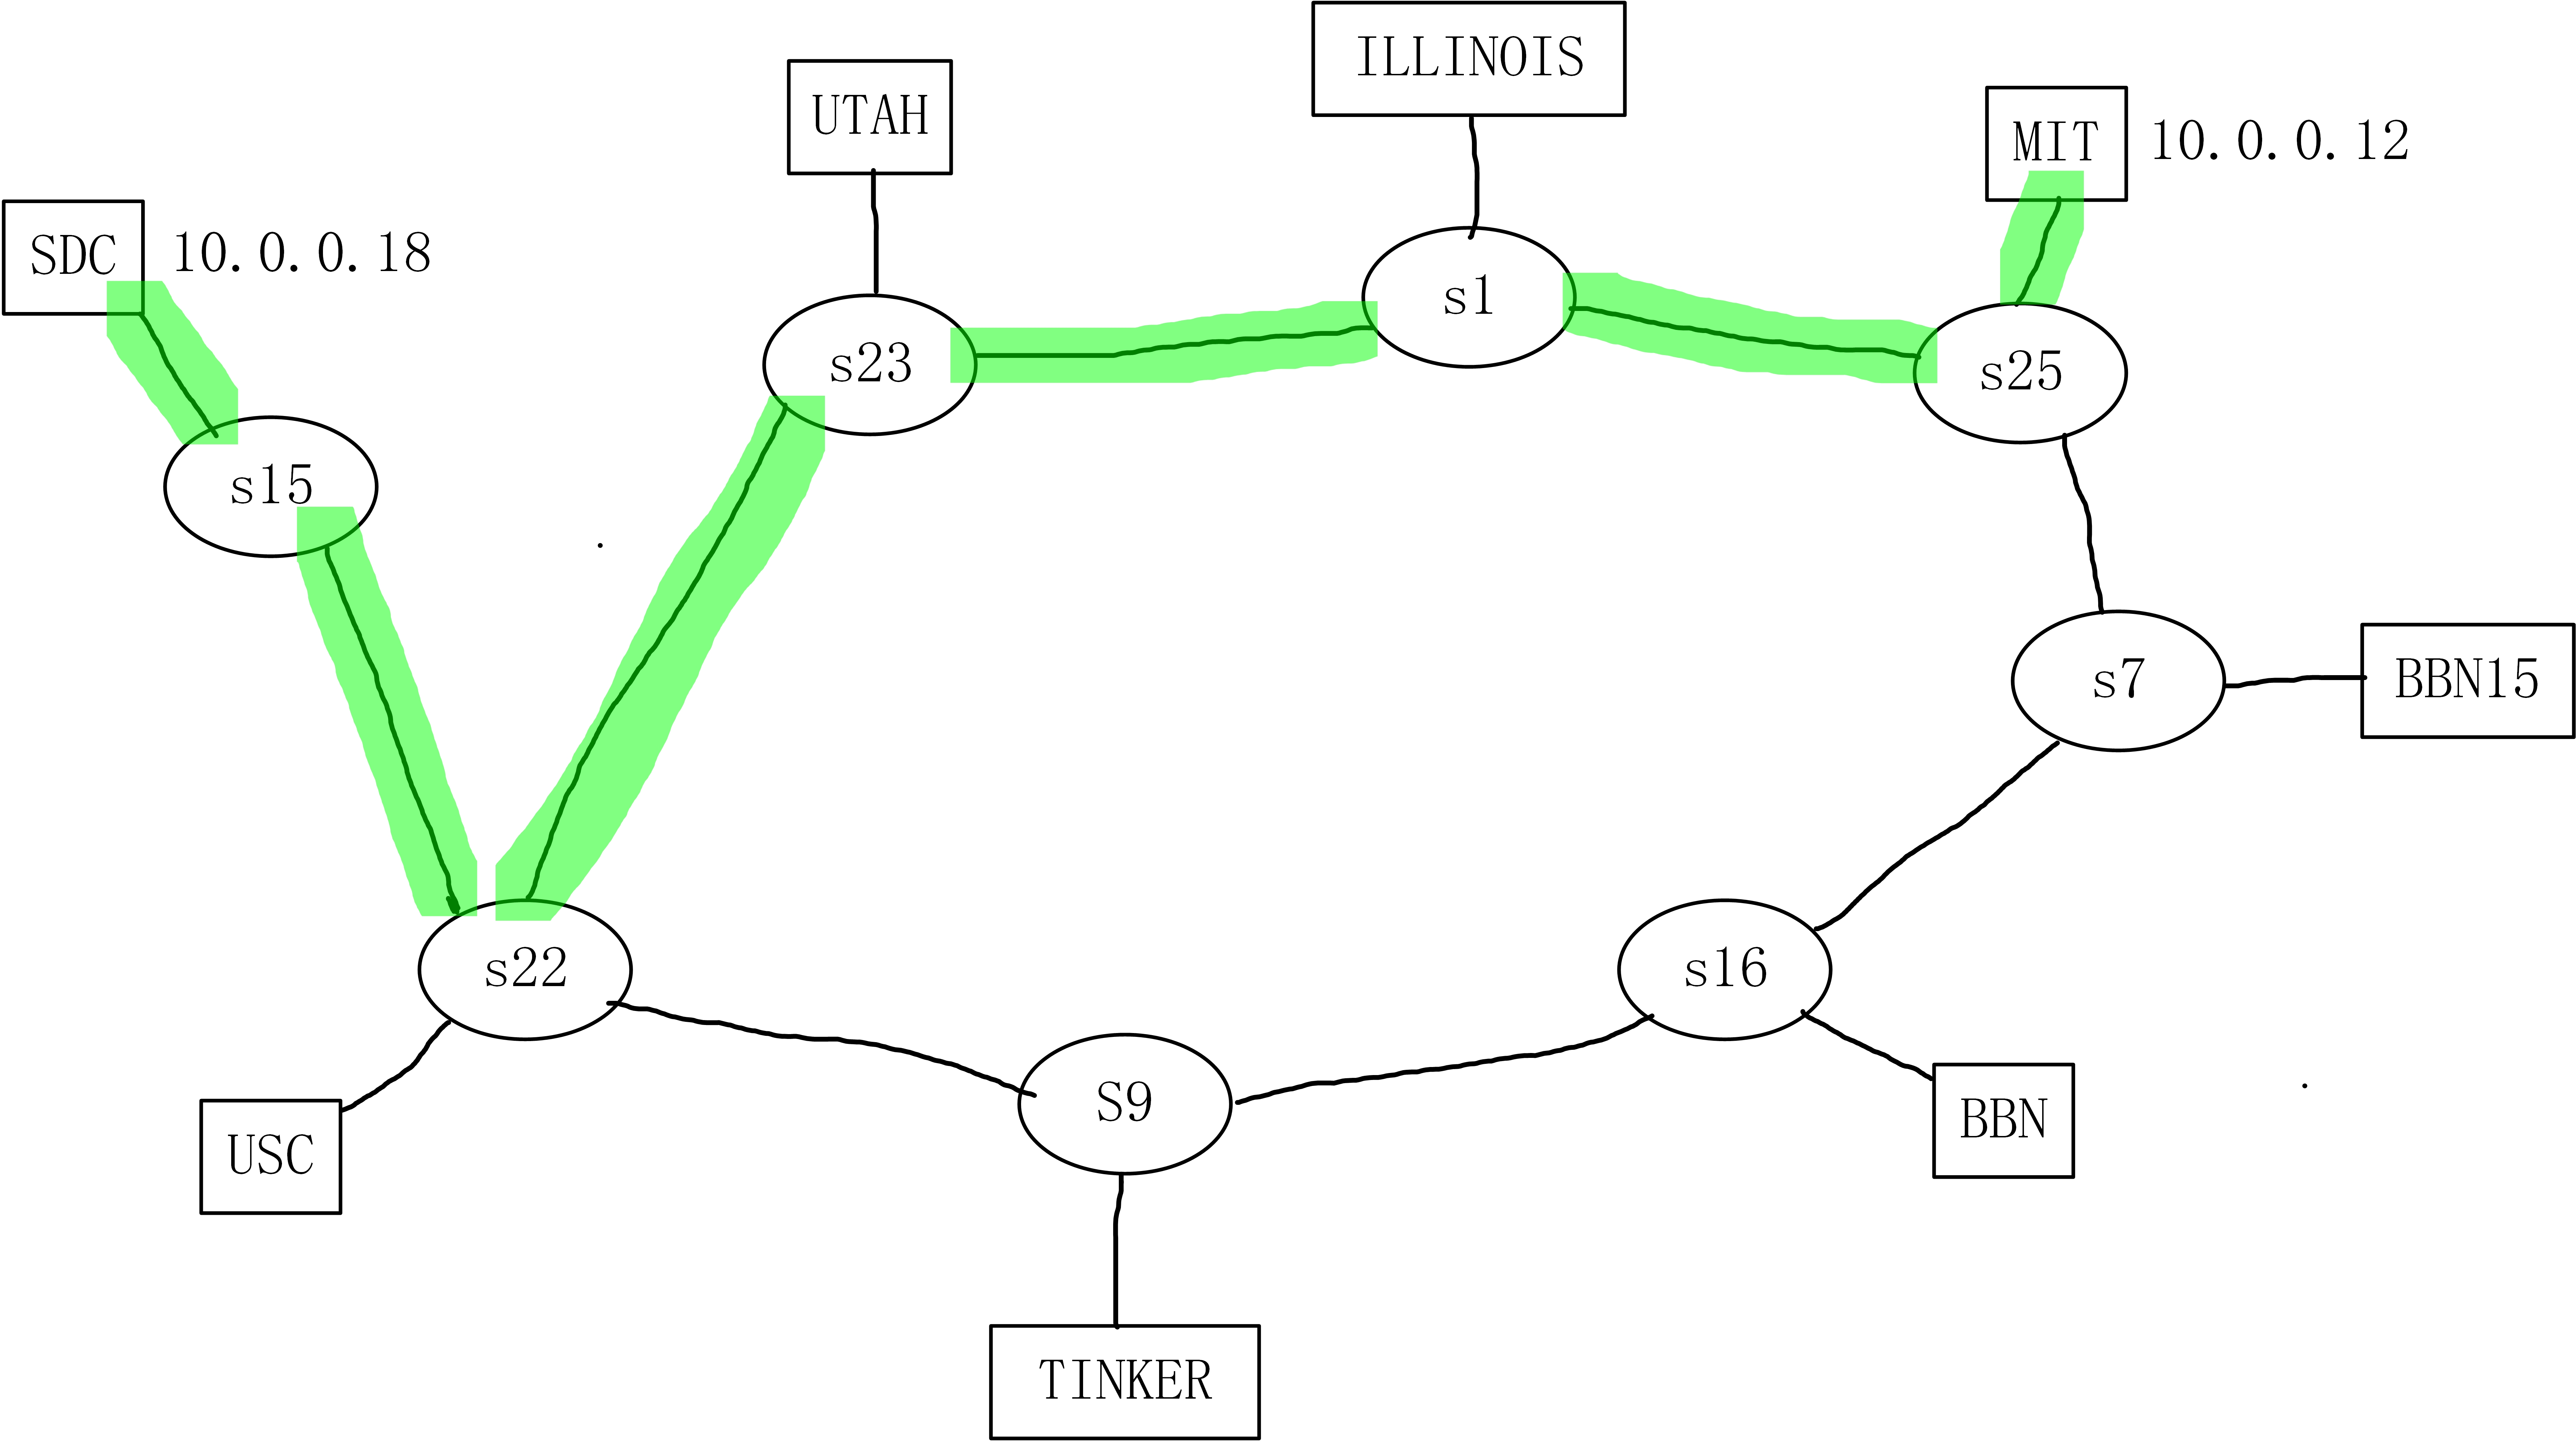 ILLINOIS
UTAH
MIT 10.0.0.12
SDC 10.0.0.18
s1
s23
s25
s15
s7
BBN15
s22
s16
S9
BBN
USC
TINKER